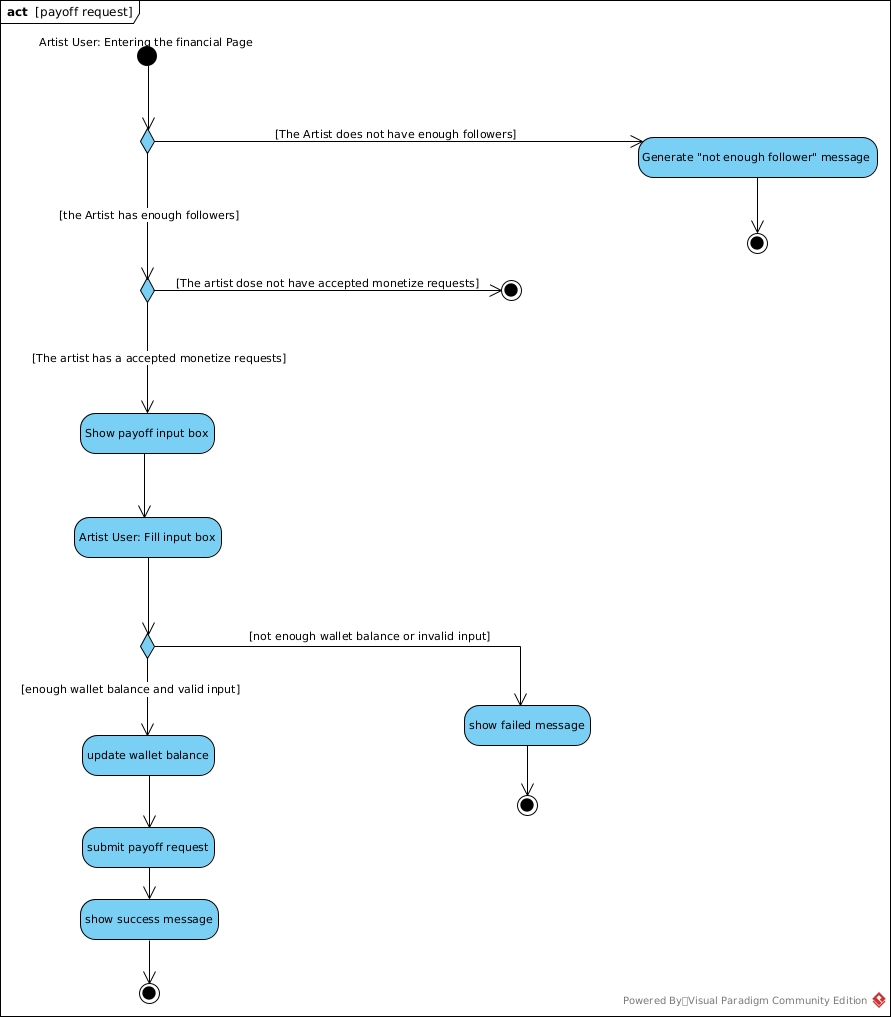 act [payoff request]
Artist User: Entering the financial Page
[The Artist does not have enough followers]
Generate "not enough follower" message
[the Artist has enough followers]
[The artist dose not have accepted monetize requests]
[The artist has a accepted monetize requests]
Show payoff input box
Artist User: Fill input box
[not enough wallet balance or invalid input]
[enough wallet balance and valid input]
show failed message
update wallet balance
submit payoff request
show success message
Powered By Visual Paradigm Community Edition